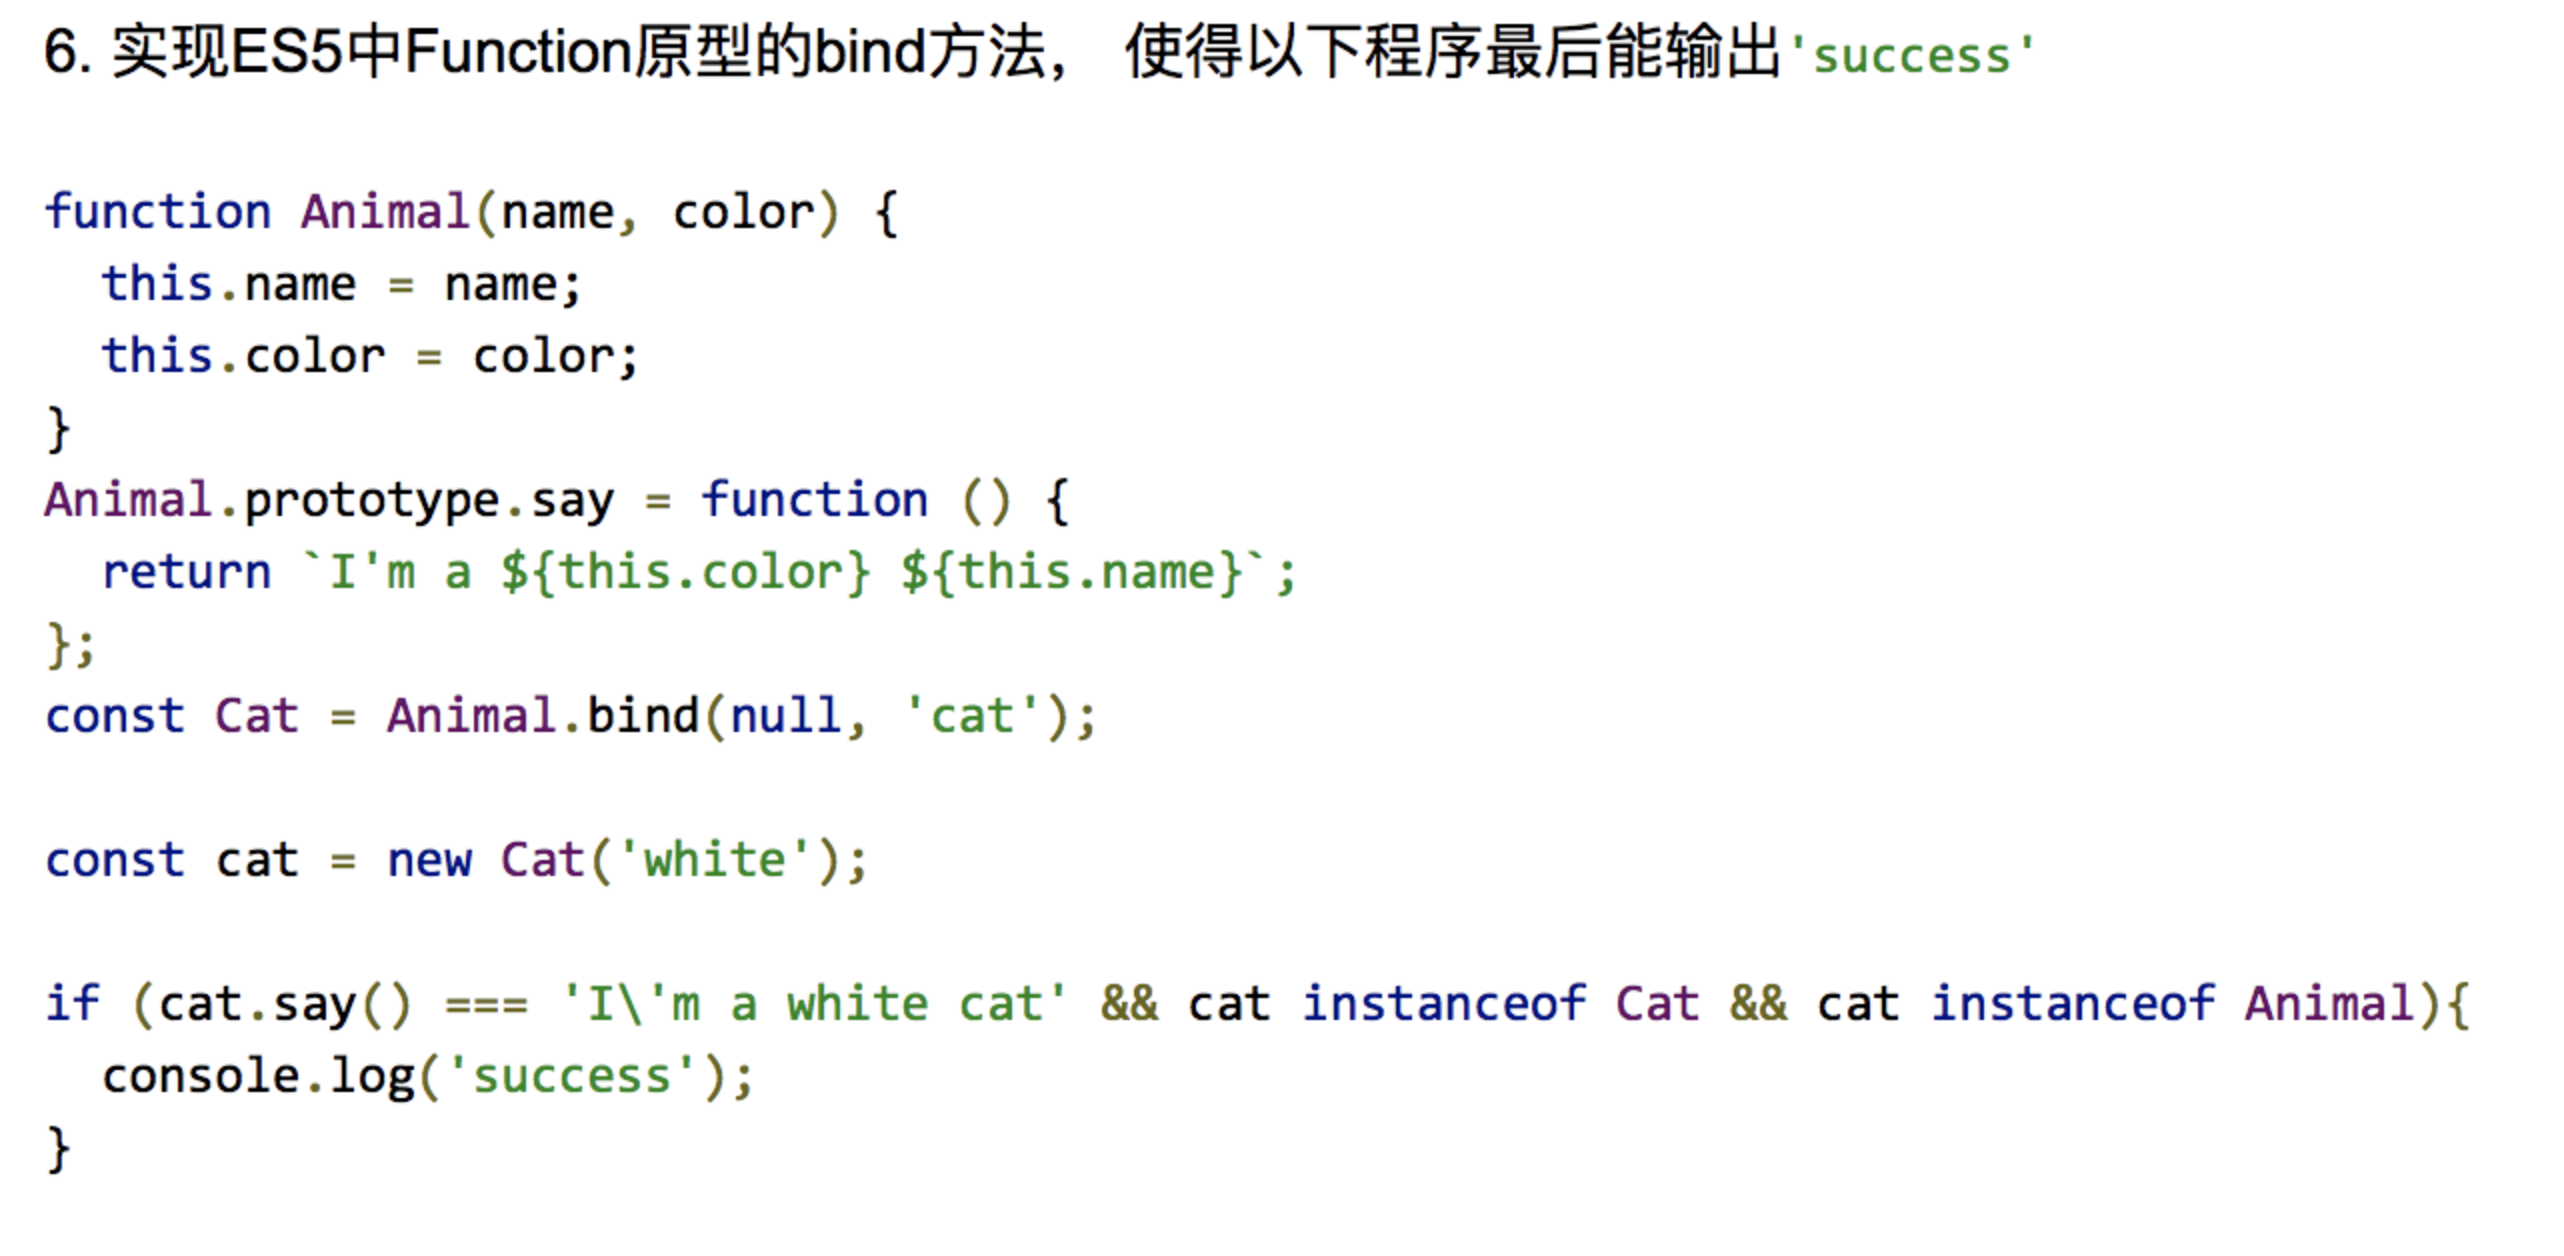 6. 实现ES5中Function原型的bind方法， 使得以下程序最后能输出'success'
function Animal(name, color) {
  this.name = name;
  this.color = color;
}
Animal.prototype.say = function () {
  return `I'm a ${this.color} ${this.name}`;
};
const Cat = Animal.bind(null, 'cat');
const cat = new Cat('white');
if (cat.say() === 'I\'m a white cat' && cat instanceof Cat && cat instanceof Animal){
  console.log('success');
}